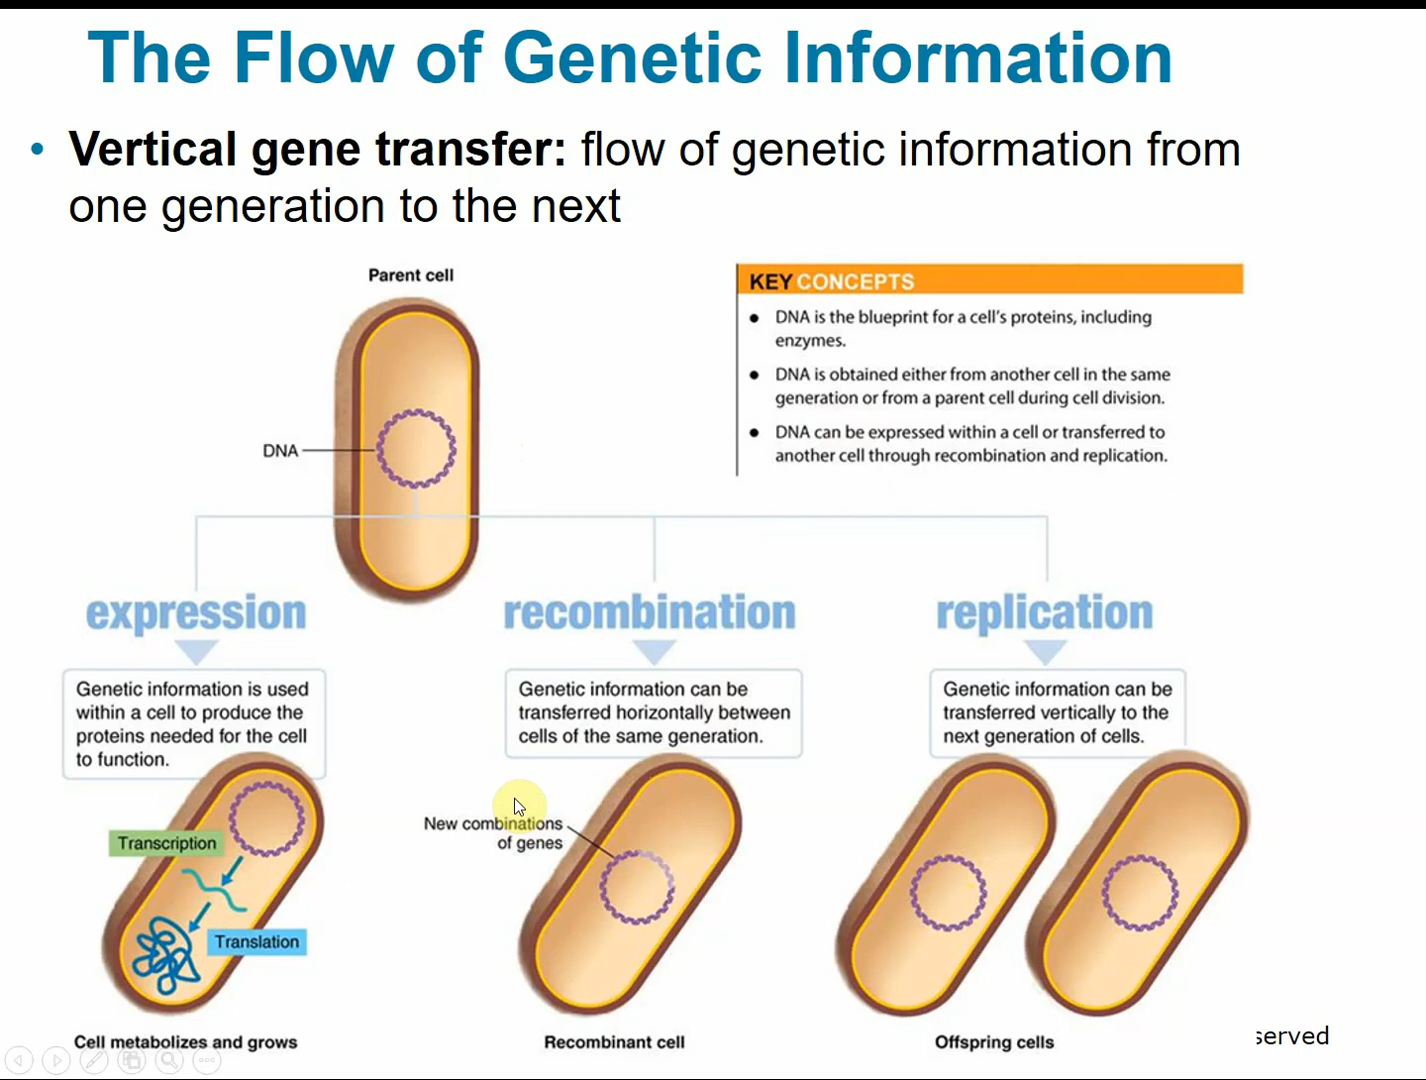 The Flow of Genetic Information
• Vertical gene transfer: flow of genetic information from
one generation to the next
Parent cell
DNA
KEY CONCEPTS
● DNA is the blueprint for a cell's proteins, including
enzymes.
● DNA is obtained either from another cell in the same
generation or from a parent cell during cell division.
● DNA can be expressed within a cell or transferred to
another cell through recombination and replication.
expression
Genetic information is used
within a cell to produce the
proteins needed for the cell
to function.
Transcription
Translation
Cell metabolizes and grows
recombination
Genetic information can be
transferred horizontally between
cells of the same generation.
New combinations
of genes
Recombinant cell
replication
Genetic information can be
transferred vertically to the
next generation of cells.
Offspring cells
served